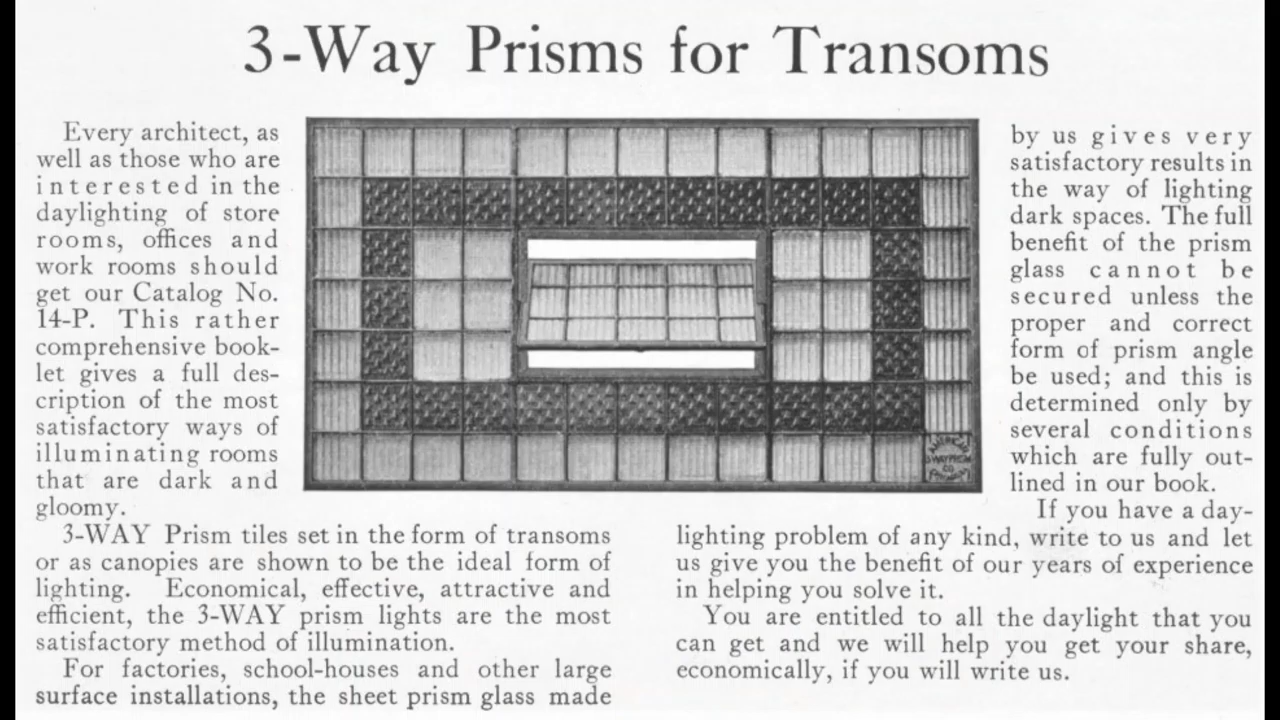 3-Way Prisms for Transoms
Every architect, as
well as those who are
interested in the
daylighting of store
rooms, offices and
work rooms should
get our Catalog No.
14-P. This rather
comprehensive book-
let gives a full des-
cription of the most
satisfactory ways of
illuminating rooms
that are dark and
gloomy.
3-WAY Prism tiles set in the form of transoms
or as canopies are shown to be the ideal form of
lighting. Economical, effective, attractive and
efficient, the 3-WAY prism lights are the most
satisfactory method of illumination.
For factories, school-houses and other large
surface installations, the sheet prism glass made
by us gives very
satisfactory results in
the way of lighting
dark spaces. The full
benefit of the prism
glass cannot be
secured unless the
proper and correct
form of prism angle
be used; and this is
determined only by
several conditions
which are fully out-
lined in our book.
If you have a day-
lighting problem of any kind, write to us and let
us give you the benefit of our years of experience
in helping you solve it.
You are entitled to all the daylight that you
can get and we will help you get your share,
economically, if you will write us.
AMERICAN
3 WAY PRISM
CO